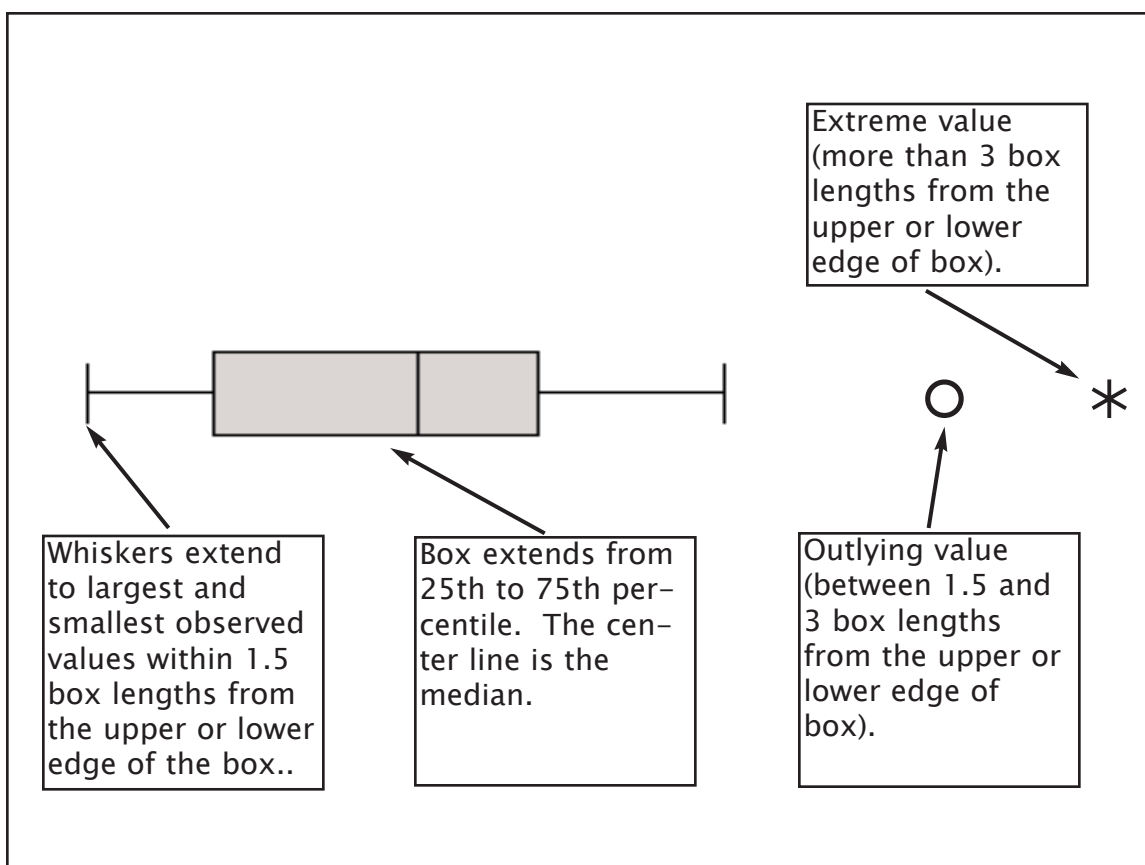 Extreme value
(more than 3 box
lengths from the
upper or lower
edge of box).
Whiskers extend
to largest and
smallest observed
values within 1.5
box lengths from
the upper or lower
edge of the box..
Box extends from
25th to 75th per-
centile.  The cen-
ter line is the
median.
Outlying value
(between 1.5 and
3 box lengths
from the upper or
lower edge of
box).